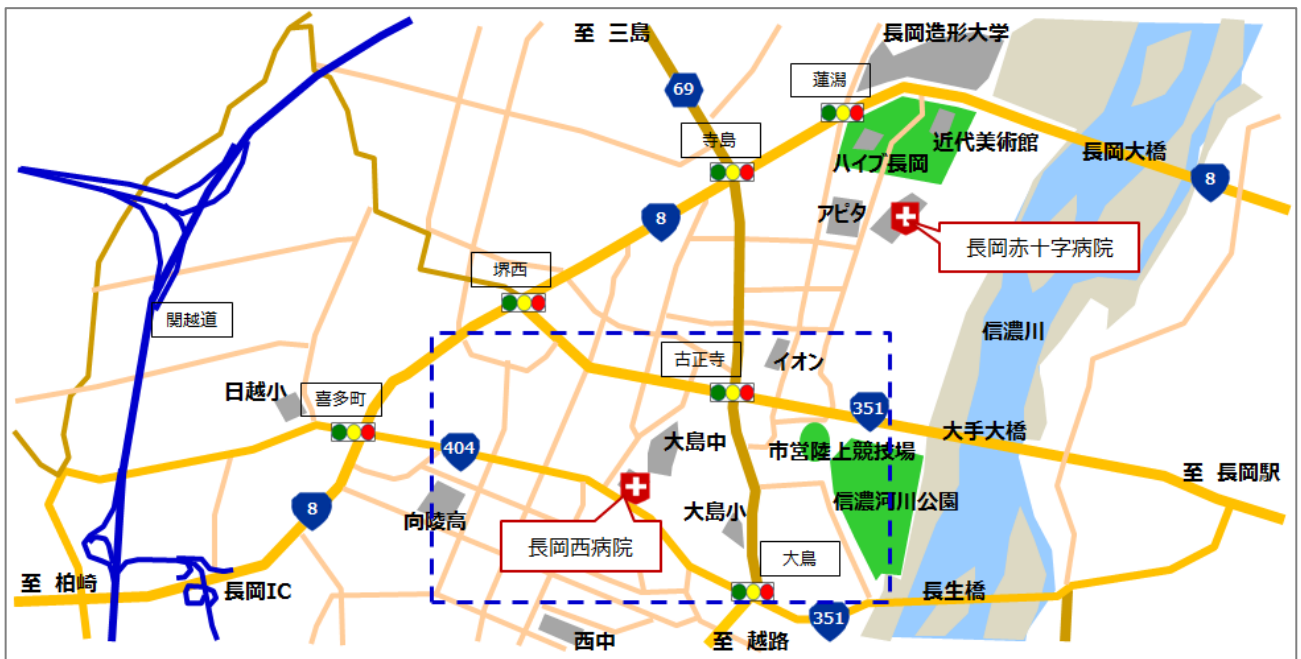 至 三島
長岡造形大学
蓮潟
69
寺島
近代美術館
ハイブ長岡
長岡大橋
8
アピタ
8
長岡赤十字病院
堺西
関越道
信濃川
古正寺
イオン
日越小
喜多町
351
大手大橋
404
大島中
市営陸上競技場
至 長岡駅
信濃河川公園
8
向陵高
大島小
長岡西病院
大鳥
至 柏崎
長岡IC
長生橋
351
西中
至 越路